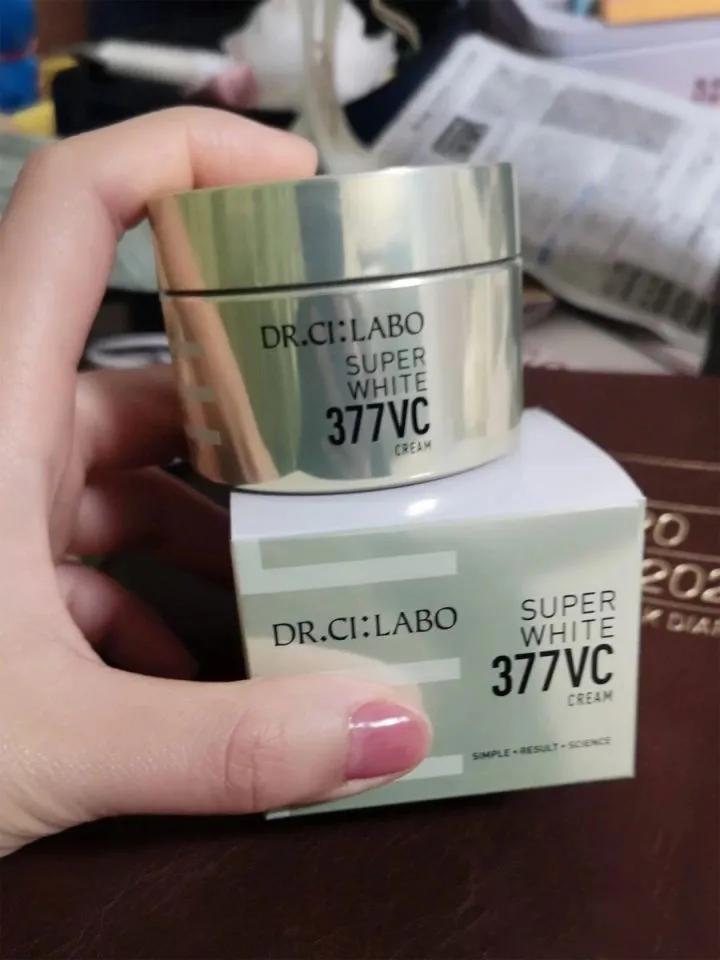 DR.CI:LABO
SUPER
WHITE
377VC
CREAM
DR.CI:LABO
SUPER
WHITE
377VC
CREAM
SIMPLE • RESULT • SCIENCE